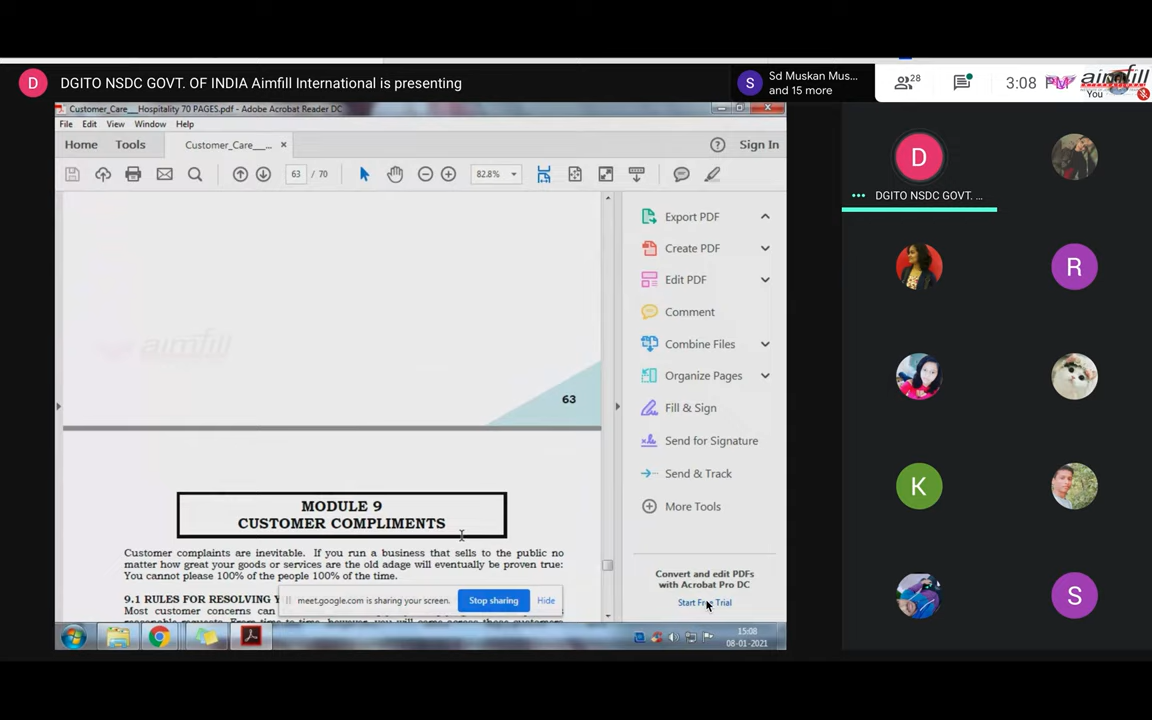 DGITO NSDC GOVT. OF INDIA Aimfill International is presenting
Sd Muskan Mus...
and 15 more
28
3:08 PM
aimfill
You
Customer_Care__Hospitality 70 PAGES.pdf - Adobe Acrobat Reader DC
File Edit View Window Help
Home Tools Customer_Care__... Sign In
63 / 70 82.8%
DGITO NSDC GOVT. ...
Export PDF
Create PDF
Edit PDF
Comment
Combine Files
Organize Pages
Fill & Sign
Send for Signature
Send & Track
More Tools
aimfill
63
MODULE 9
CUSTOMER COMPLIMENTS
Customer complaints are inevitable. If you run a business that sells to the public no
matter how great your goods or services are the old adage will eventually be proven true:
You cannot please 100% of the people 100% of the time.
9.1 RULES FOR RESOLVING
Most customer concerns can
meet.google.com is sharing your screen. Stop sharing Hide
Convert and edit PDFs
with Acrobat Pro DC
Start Free Trial
15:08
08-01-2021
D
S
D
R
K
S